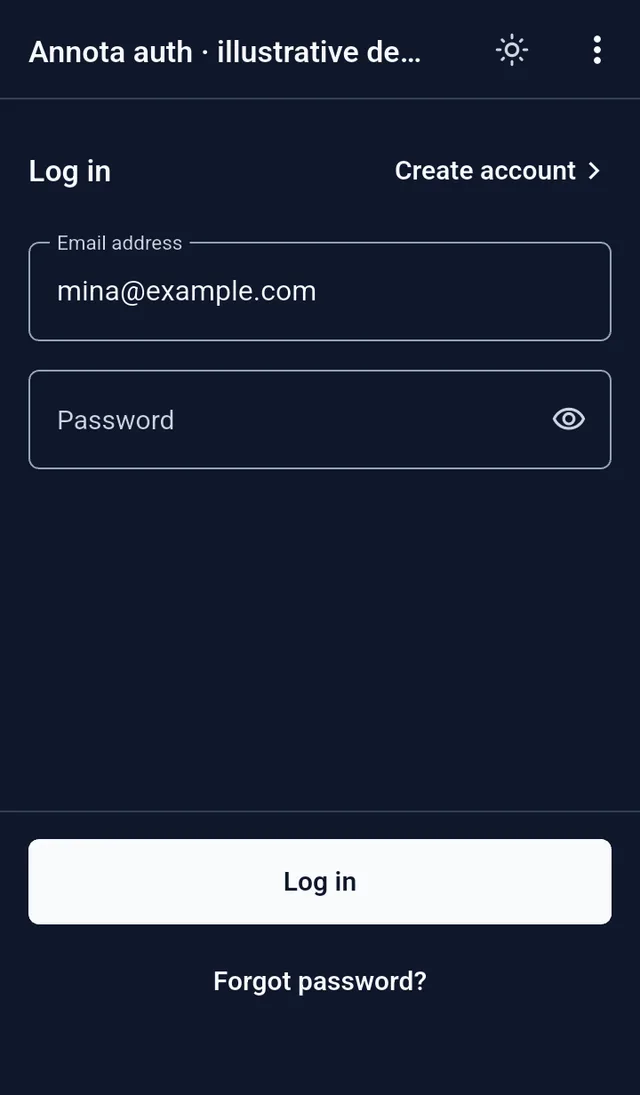 Annota auth · illustrative de…
Log in
Create account
Email address
mina@example.com
Password
Log in
Forgot password?